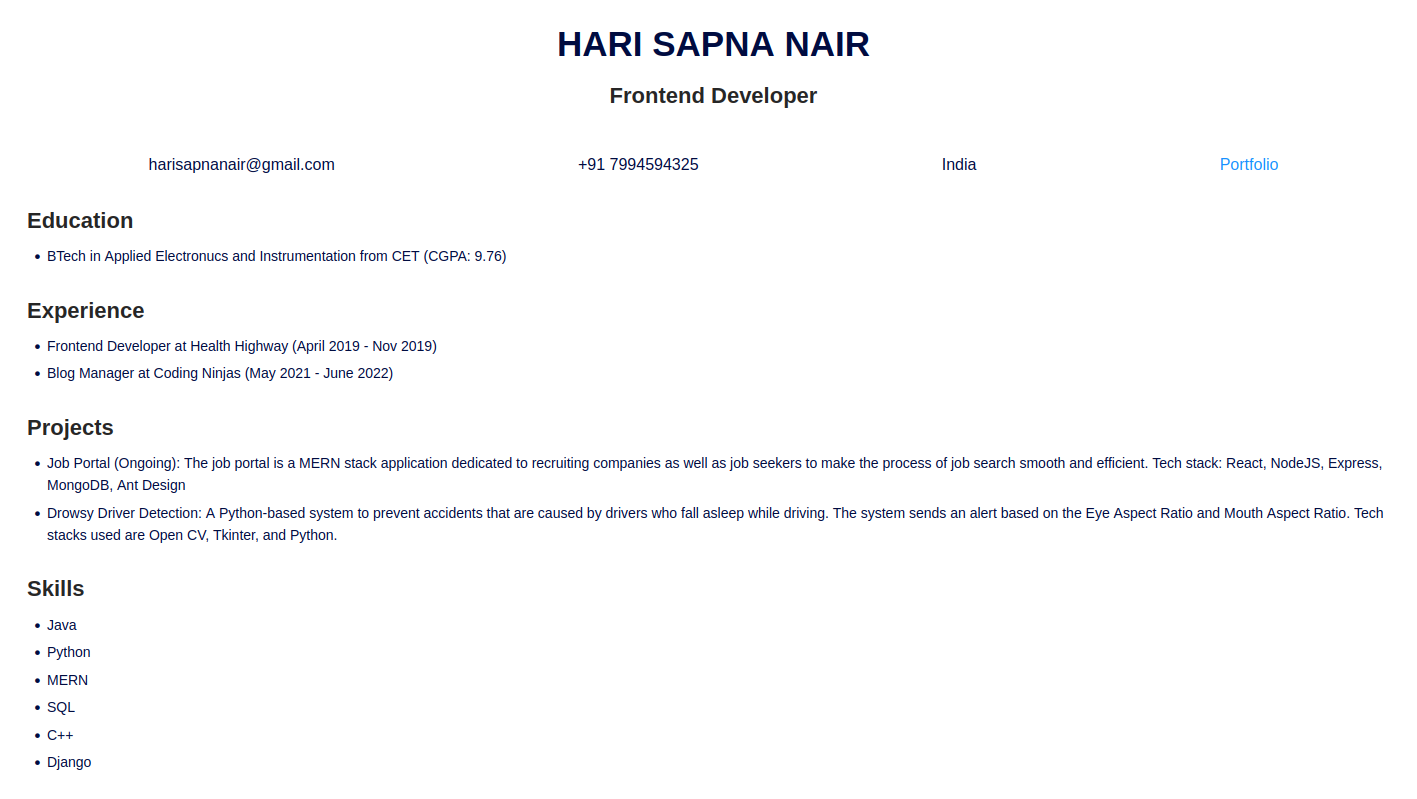 HARI SAPNA NAIR
Frontend Developer
harisapnanair@gmail.com +91 7994594325 India Portfolio
Education
• BTech in Applied Electronucs and Instrumentation from CET (CGPA: 9.76)
Experience
• Frontend Developer at Health Highway (April 2019 - Nov 2019)
• Blog Manager at Coding Ninjas (May 2021 - June 2022)
Projects
• Job Portal (Ongoing): The job portal is a MERN stack application dedicated to recruiting companies as well as job seekers to make the process of job search smooth and efficient. Tech stack: React, NodeJS, Express,
MongoDB, Ant Design
• Drowsy Driver Detection: A Python-based system to prevent accidents that are caused by drivers who fall asleep while driving. The system sends an alert based on the Eye Aspect Ratio and Mouth Aspect Ratio. Tech
stacks used are Open CV, Tkinter, and Python.
Skills
• Java
• Python
• MERN
• SQL
• C++
• Django